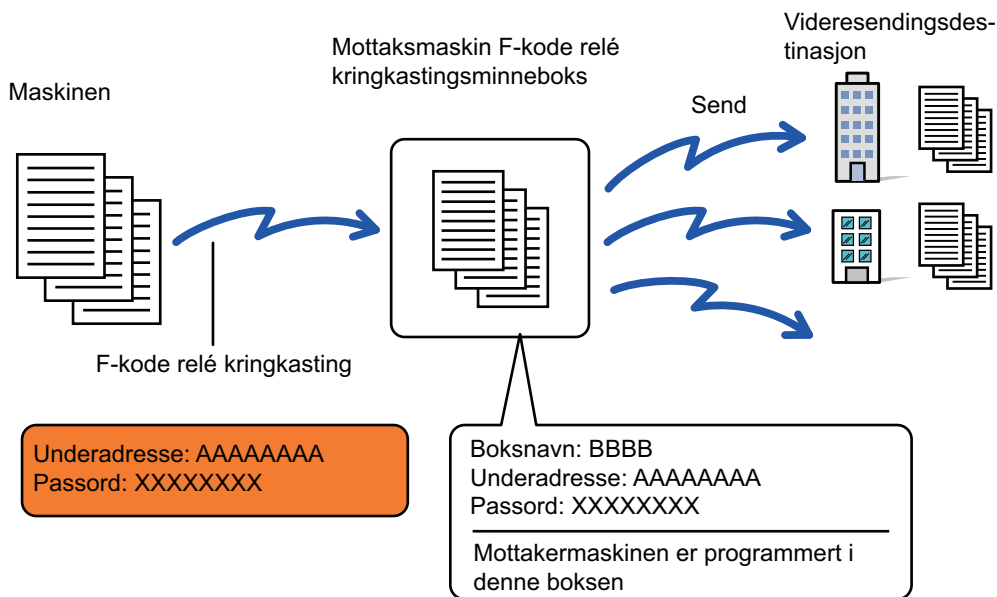 Maskinen
Mottaksmaskin F-kode relé
kringkastingsminneboks
Videresendingsdes-
tinasjon
Send
F-kode relé kringkasting
Underadresse: AAAAAAAA
Passord: XXXXXXXX
Boksnavn: BBBB
Underadresse: AAAAAAAA
Passord: XXXXXXXX
Mottakermaskinen er programmert i
denne boksen